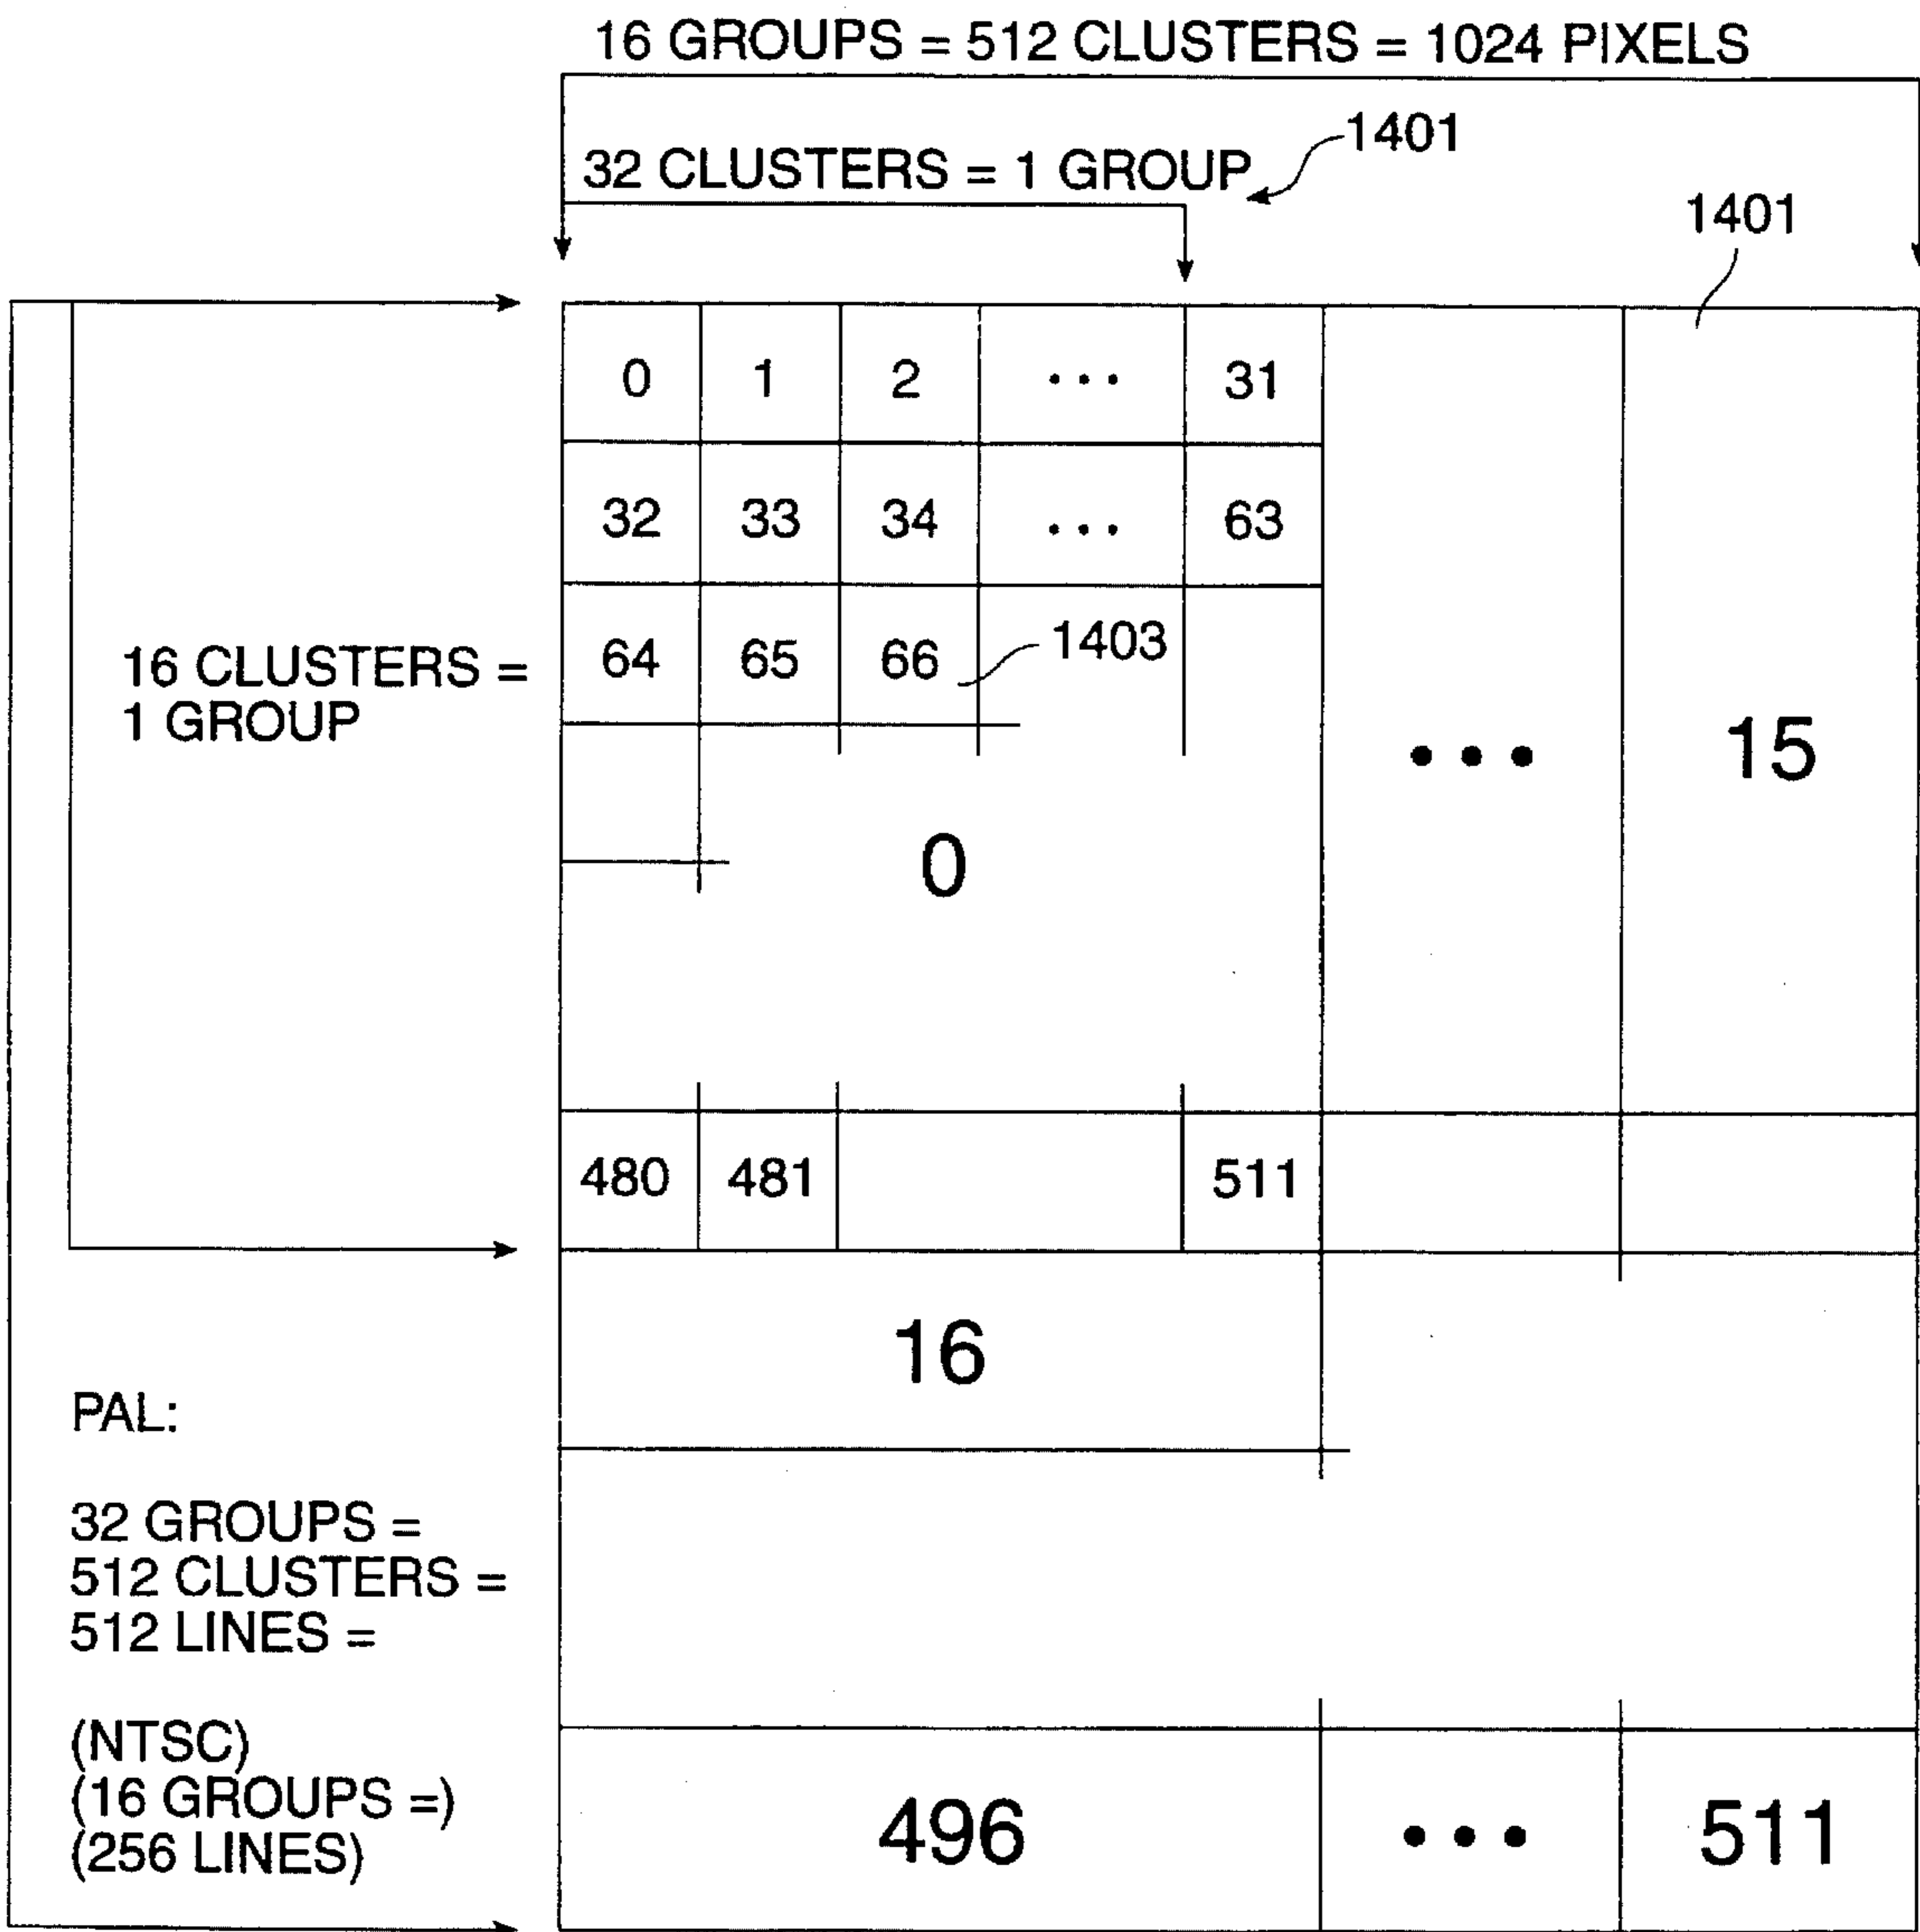 16 GROUPS = 512 CLUSTERS = 1024 PIXELS
32 CLUSTERS = 1 GROUP
1401
1401
0 1 2 ••• 31
32 33 34 ••• 63
64 65 66 1403
16 CLUSTERS =
1 GROUP
••• 15
0
480 481 511
16
PAL:
32 GROUPS =
512 CLUSTERS =
512 LINES =
(NTSC)
(16 GROUPS =)
(256 LINES)
496 ••• 511